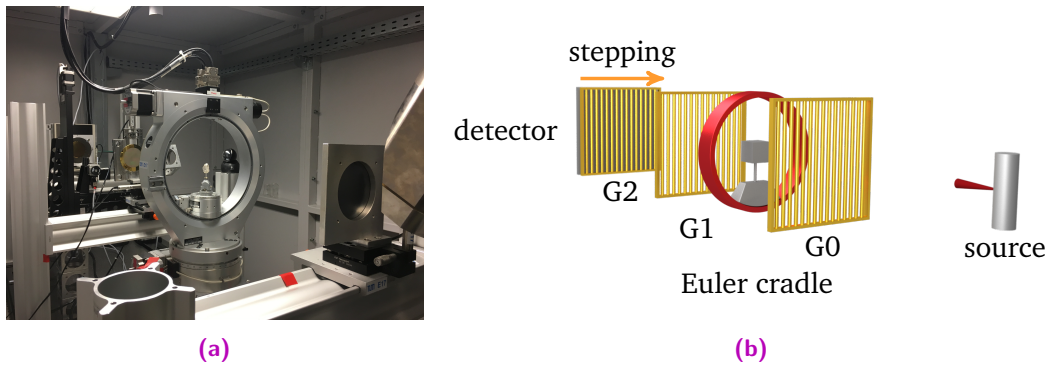 stepping
detector
G2
G1
G0
source
Euler cradle
(a)
(b)